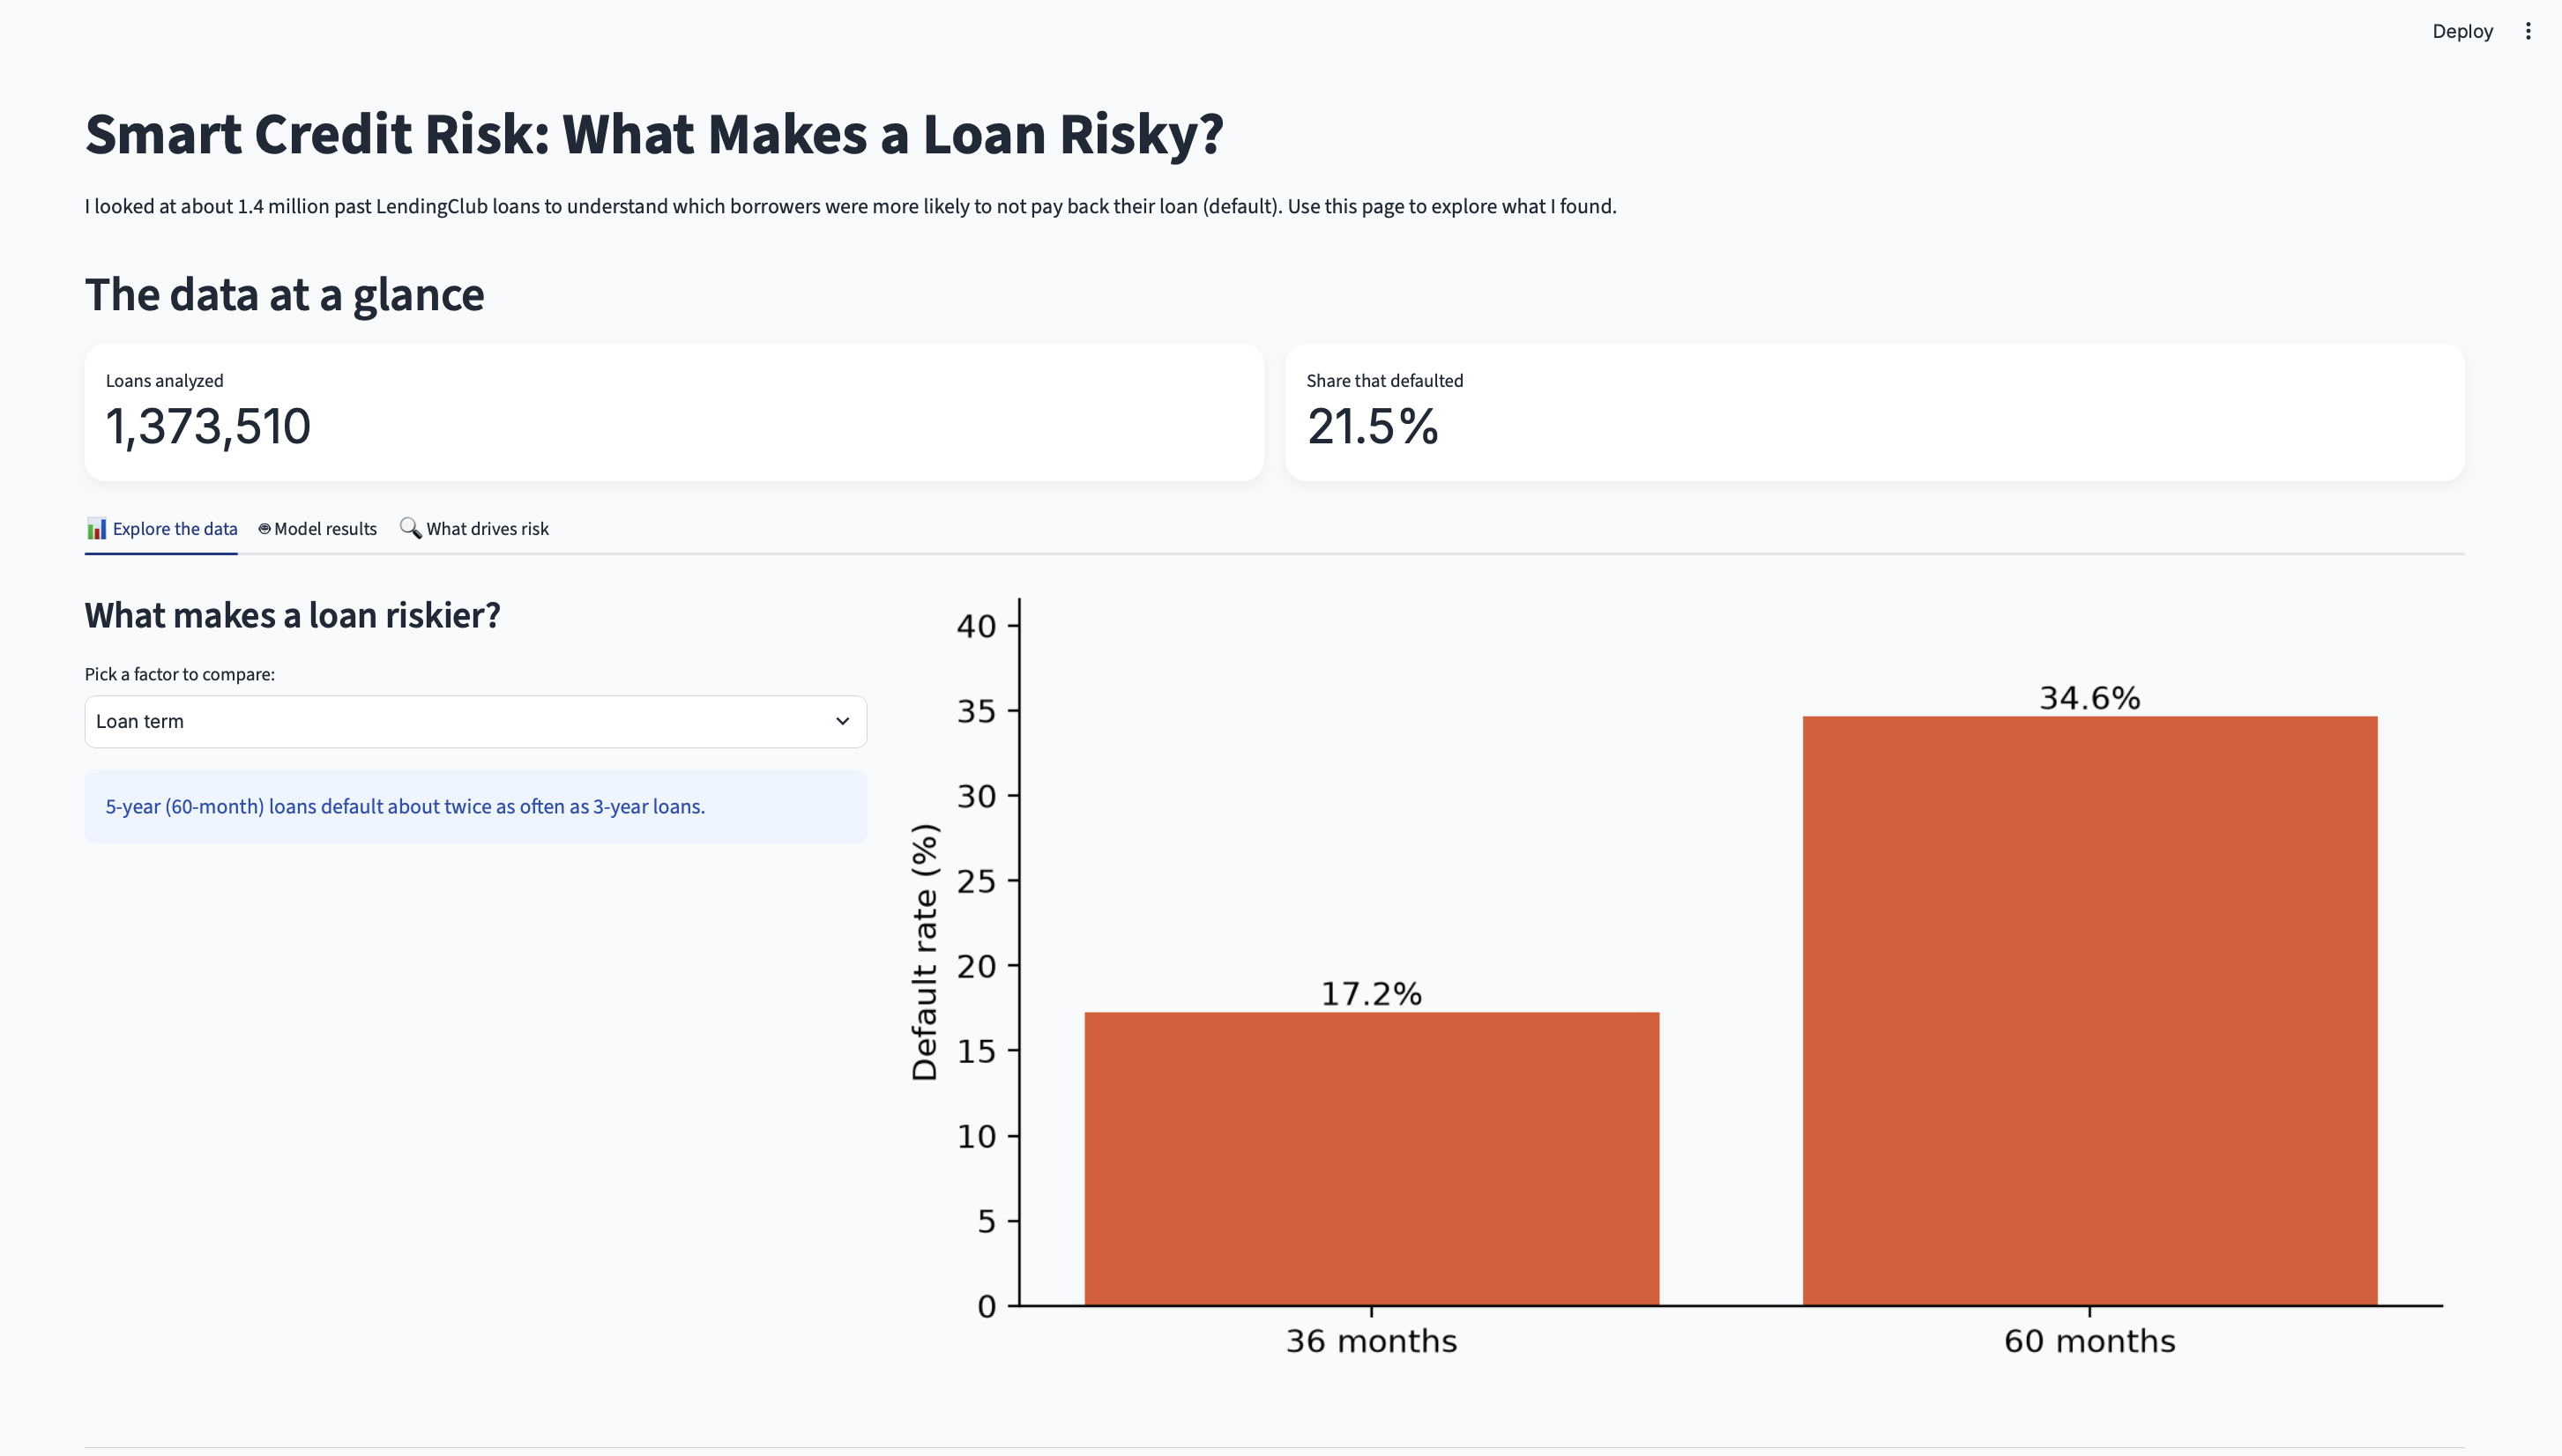 Deploy
Smart Credit Risk: What Makes a Loan Risky?
I looked at about 1.4 million past LendingClub loans to understand which borrowers were more likely to not pay back their loan (default). Use this page to explore what I found.
The data at a glance
Loans analyzed
1,373,510
Share that defaulted
21.5%
Explore the data
Model results
What drives risk
What makes a loan riskier?
Pick a factor to compare:
Loan term
5-year (60-month) loans default about twice as often as 3-year loans.
Default rate (%)
40
35
30
25
20
15
10
5
0
17.2%
34.6%
36 months
60 months